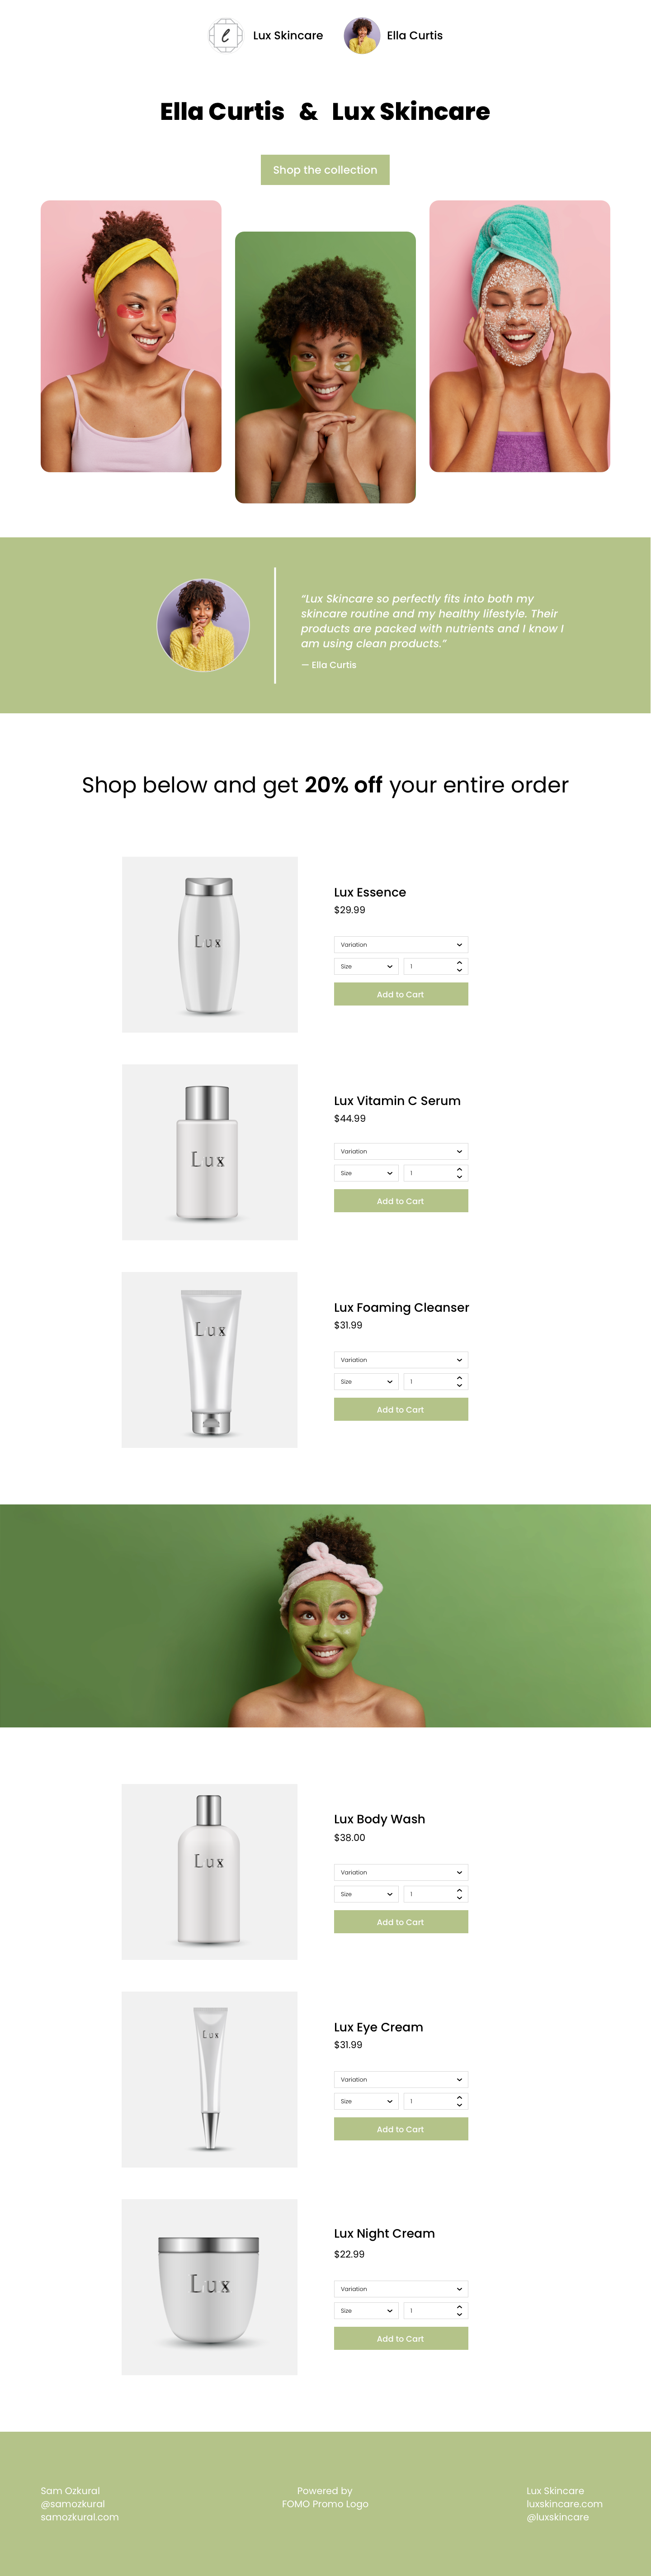 Lux Skincare
Ella Curtis
Ella Curtis & Lux Skincare
Shop the collection
“Lux Skincare so perfectly fits into both my
skincare routine and my healthy lifestyle. Their
products are packed with nutrients and I know I
am using clean products.”
— Ella Curtis
Shop below and get 20% off your entire order
Lux
Lux Essence
$29.99
Variation
Size
1
Add to Cart
Lux
Lux Vitamin C Serum
$44.99
Variation
Size
1
Add to Cart
Lux
Lux Foaming Cleanser
$31.99
Variation
Size
1
Add to Cart
Lux
Lux Body Wash
$38.00
Variation
Size
1
Add to Cart
Lux
Lux Eye Cream
$31.99
Variation
Size
1
Add to Cart
Lux
Lux Night Cream
$22.99
Variation
Size
1
Add to Cart
Sam Ozkural
@samozkural
samozkural.com
Powered by
FOMO Promo Logo
Lux Skincare
luxskincare.com
@luxskincare